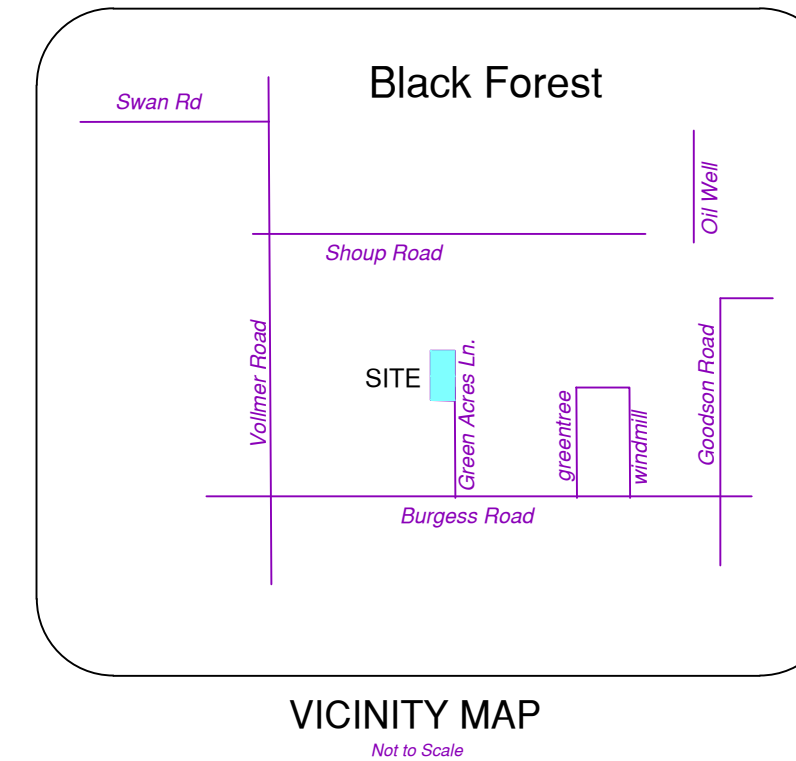 Black Forest
Swan Rd
Oil Well
Shoup Road
Vollmer Road
SITE
Green Acres Ln.
greentree
windmill
Goodson Road
Burgess Road
VICINITY MAP
Not to Scale